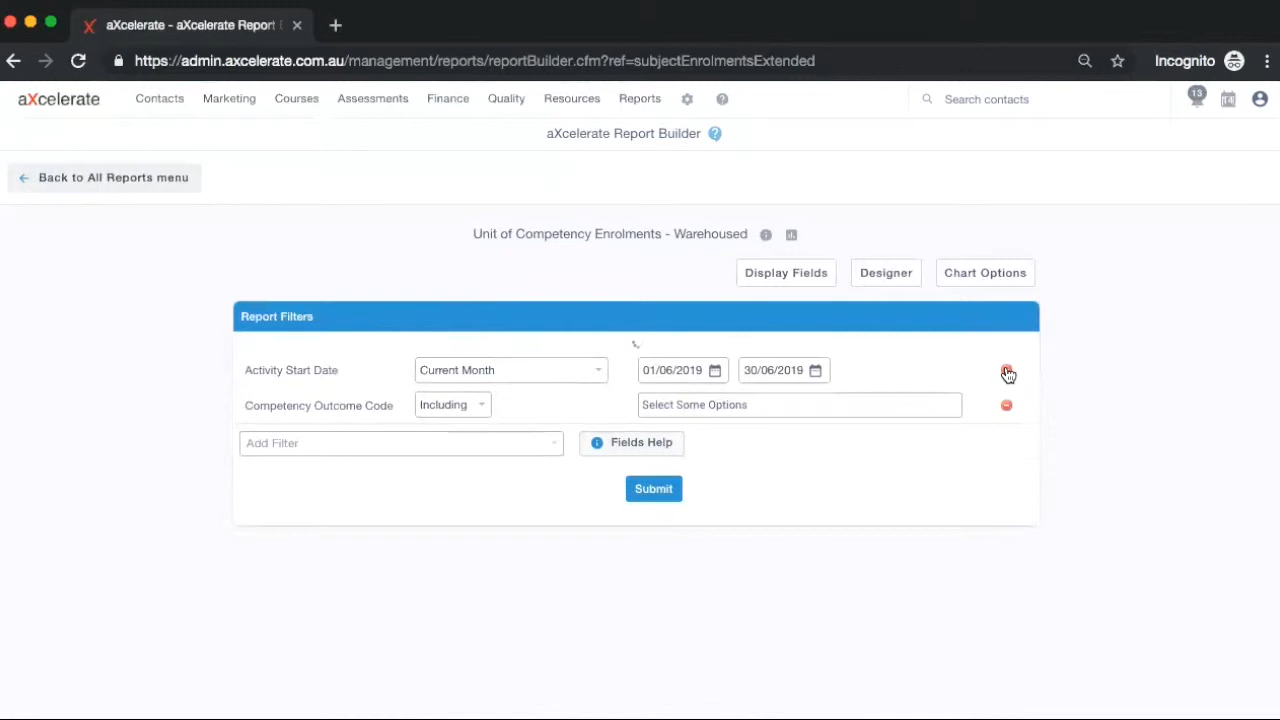 aXcelerate - aXcelerate Report
https://admin.axcelerate.com.au/management/reports/reportBuilder.cfm?ref=subjectEnrolmentsExtended
Incognito
aXcelerate
Contacts
Marketing
Courses
Assessments
Finance
Quality
Resources
Reports
Search contacts
13
14
aXcelerate Report Builder
Back to All Reports menu
Unit of Competency Enrolments - Warehoused
Display Fields
Designer
Chart Options
Report Filters
Activity Start Date
Current Month
01/06/2019
30/06/2019
Competency Outcome Code
Including
Select Some Options
Add Filter
Fields Help
Submit